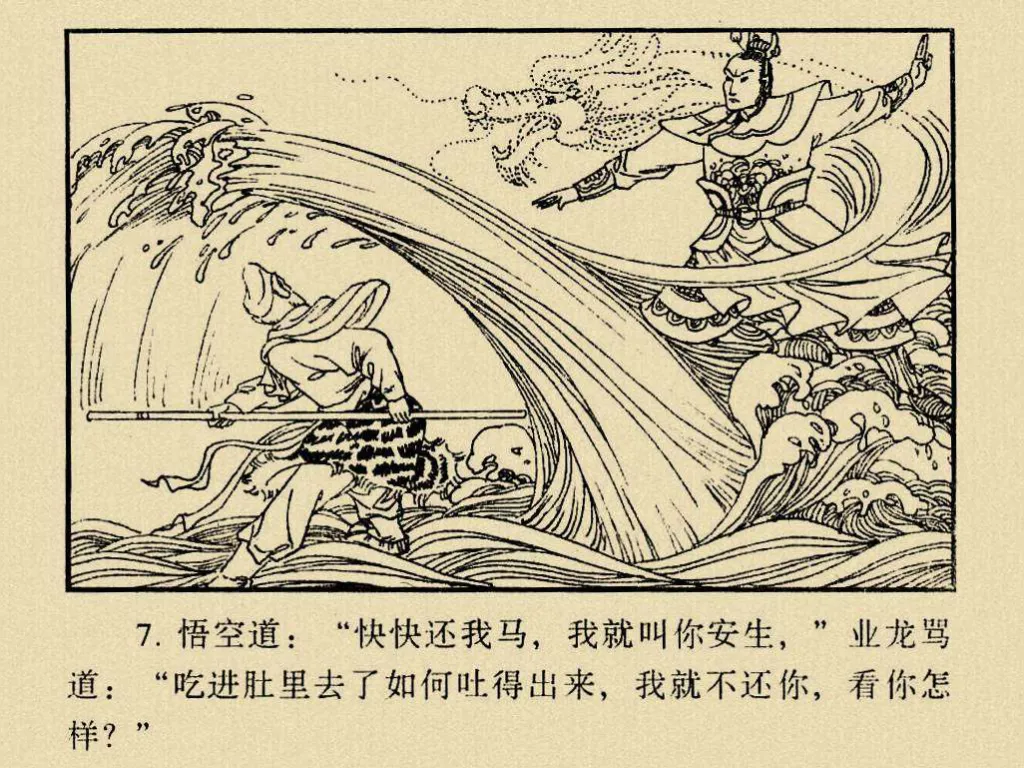 7. 悟空道：“快快还我马，我就叫你安生，”业龙骂
道：“吃进肚里去了如何吐得出来，我就不还你，看你怎
样？”